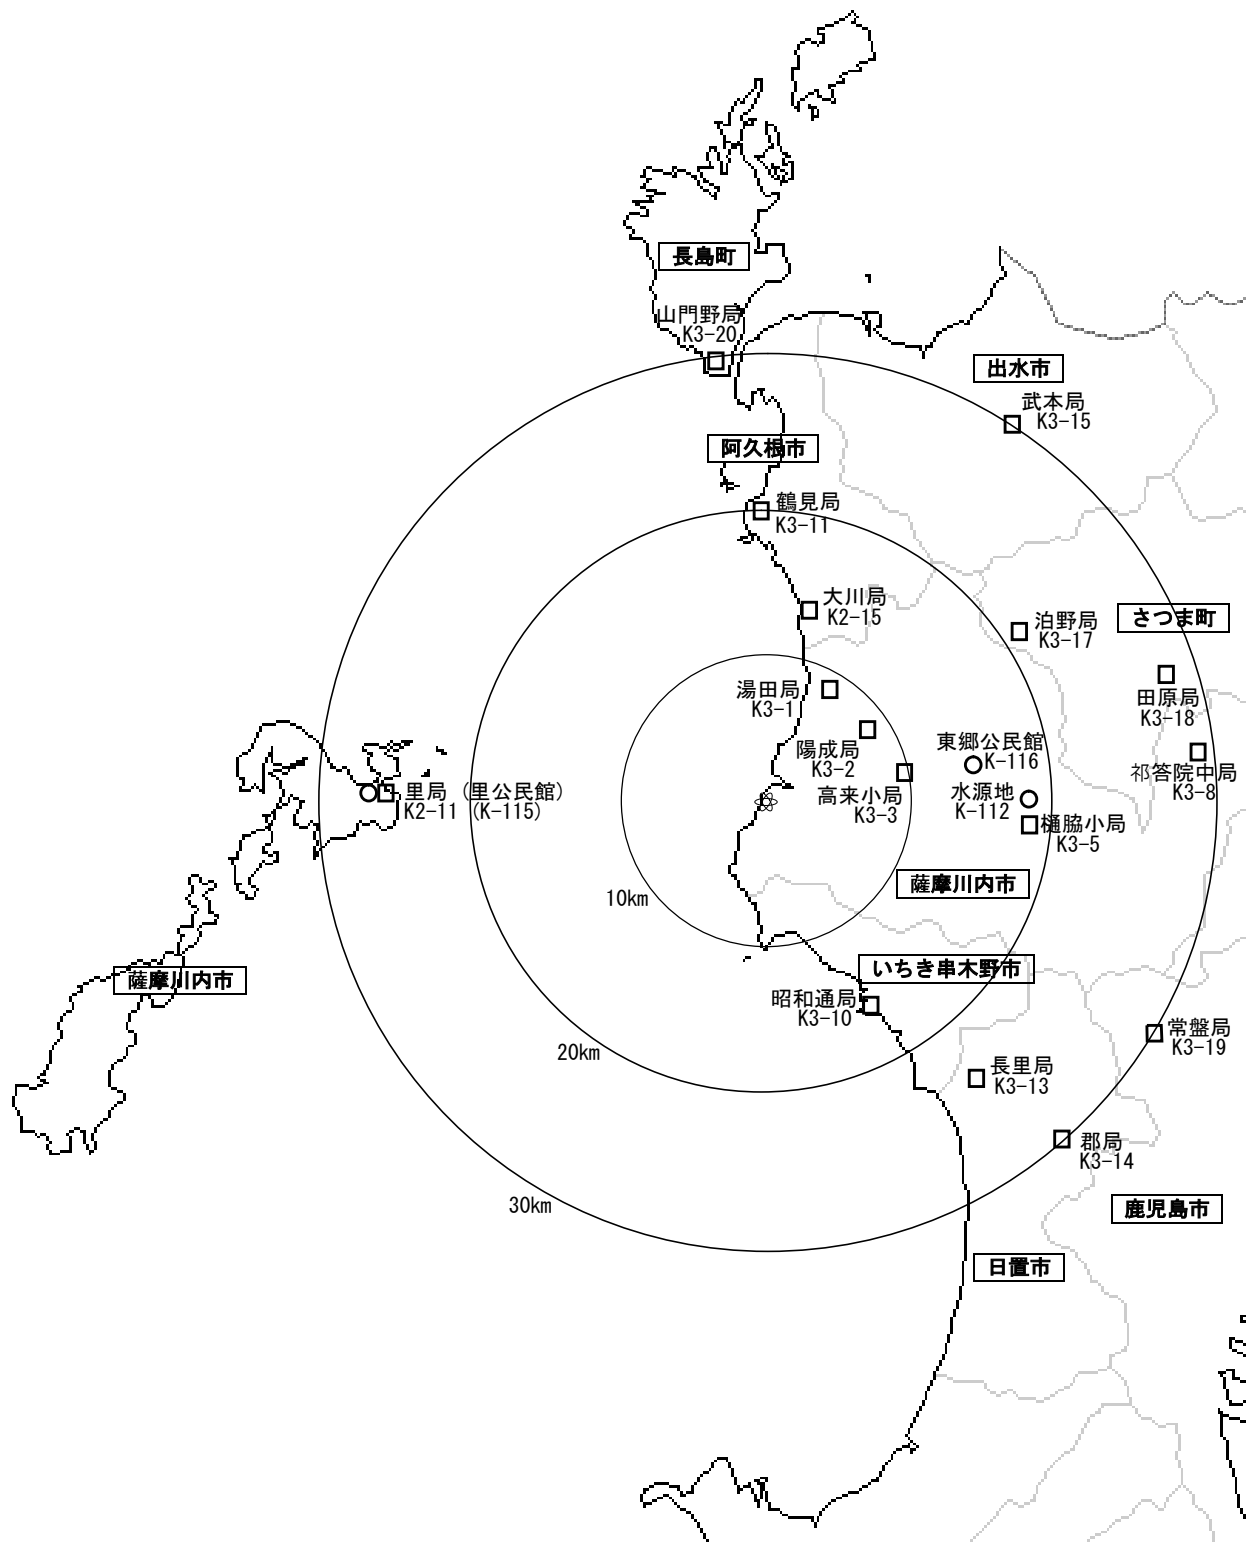 長島町
山門野局
K3-20
出水市
武本局
K3-15
阿久根市
鶴見局
K3-11
大川局
K2-15
泊野局
K3-17
さつま町
湯田局
K3-1
田原局
K3-18
陽成局
K3-2
東郷公民館
K-116
祁答院中局
K3-8
高来小局
K3-3
水源地
K-112
里局（里公民館）
K2-11 (K-115)
樋脇小局
K3-5
薩摩川内市
10km
いちき串木野市
薩摩川内市
昭和通局
K3-10
常盤局
K3-19
20km
長里局
K3-13
郡局
K3-14
30km
鹿児島市
日置市